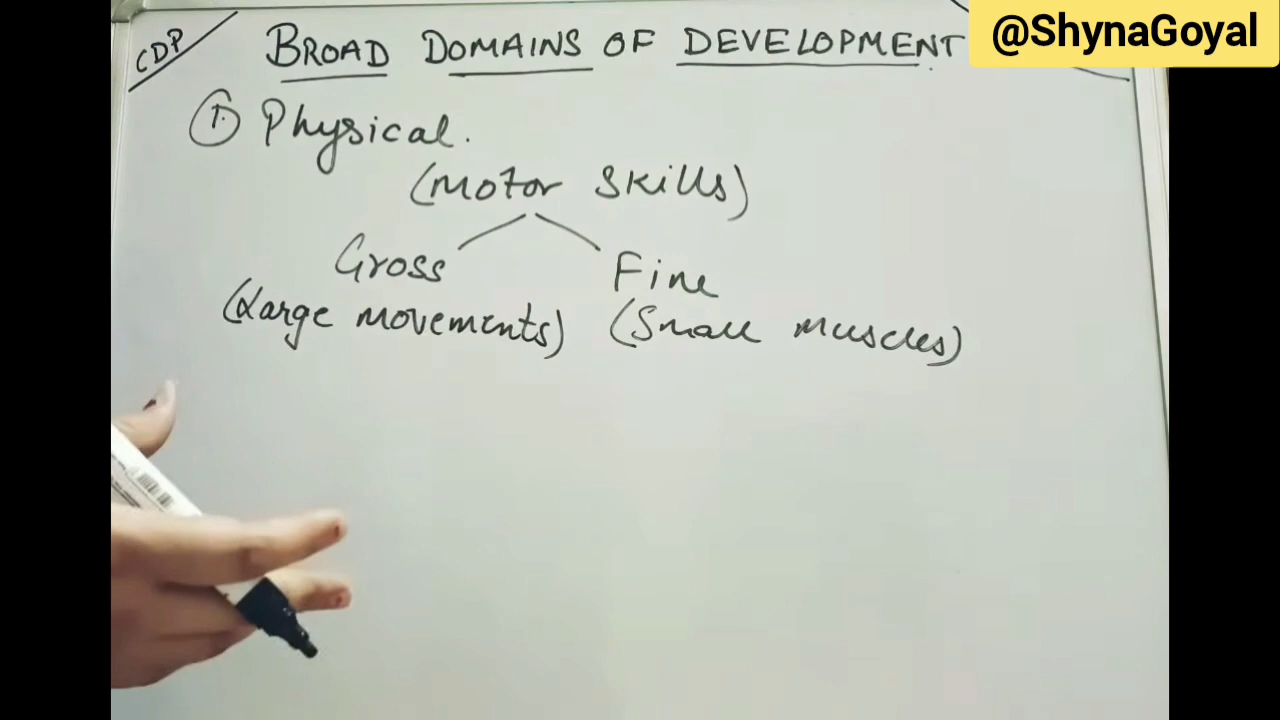 @ShynaGoyal
CDP
BROAD DOMAINS OF DEVELOPMENT
1. Physical.
(Motor Skills)
Gross Fine
(Large movements) (Small muscles)